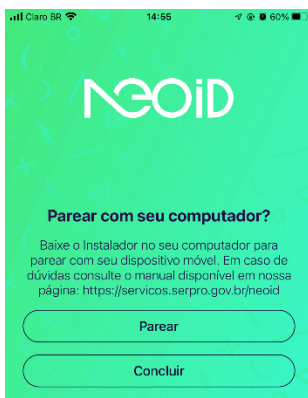 Claro BR 14:55 60%
NEOiD
Parear com seu computador?
Baixe o Instalador no seu computador para
parear com seu dispositivo móvel. Em caso de
dúvidas consulte o manual disponível em nossa
página: https://servicos.serpro.gov.br/neoid
Parear
Concluir